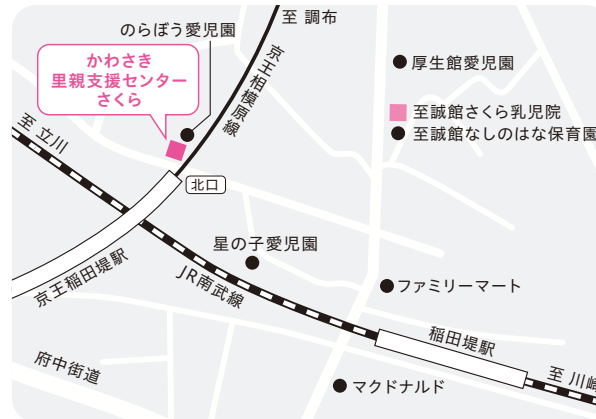 のらぼう愛児園
至 調布
かわさき
里親支援センター
さくら
京王相模原線
厚生館愛児園
至誠館さくら乳児院
至誠館なしのはな保育園
至 立川
北口
星の子愛児園
京王稲田堤駅
JR南武線
ファミリーマート
稲田堤駅
府中街道
マクドナルド
至 川崎